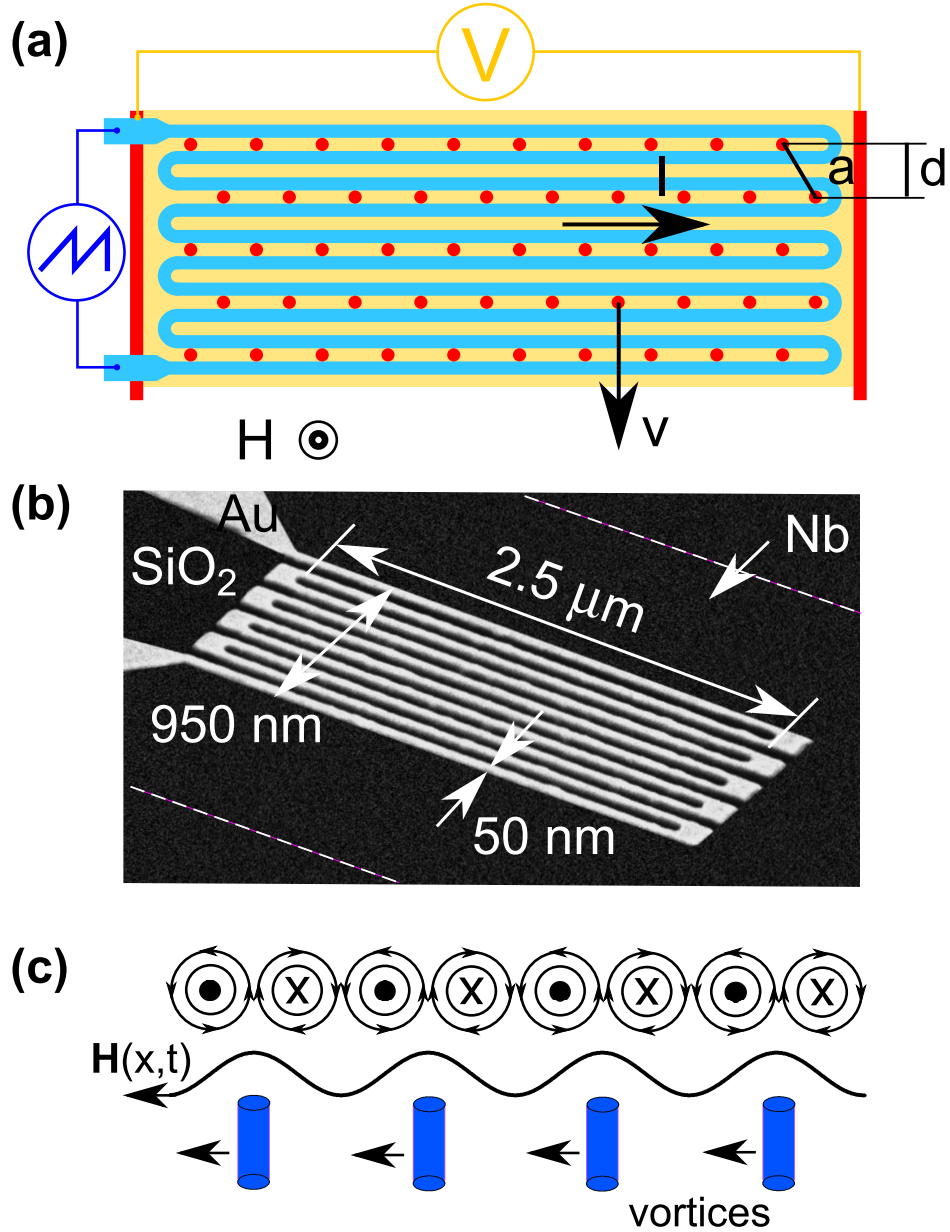 (a)
V
I
a
d
H
v
(b)
Au
SiO₂
Nb
2.5 μm
950 nm
50 nm
(c)
X X X X
H(x,t)
vortices